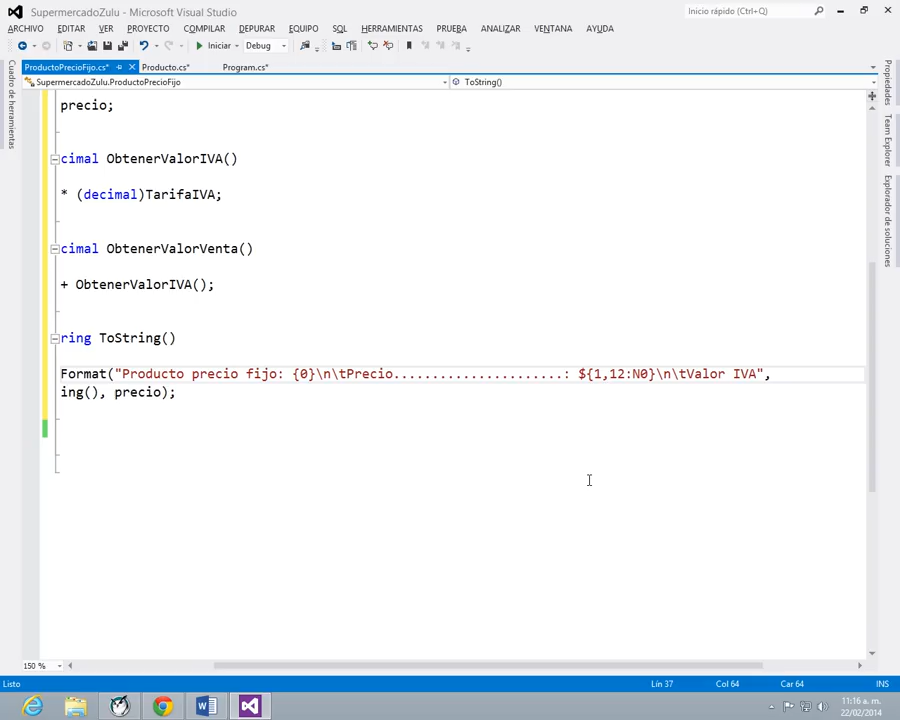 SupermercadoZulu - Microsoft Visual Studio
Inicio rápido (Ctrl+Q)
ARCHIVO EDITAR VER PROYECTO COMPILAR DEPURAR EQUIPO SQL HERRAMIENTAS PRUEBA ANALIZAR VENTANA AYUDA
Iniciar Debug
ProductoPrecioFijo.cs* Producto.cs* Program.cs*
SupermercadoZulu.ProductoPrecioFijo ToString()
Cuadro de herramientas
Propiedades
Team Explorer
Explorador de soluciones
precio;
cimal ObtenerValorIVA()
* (decimal)TarifaIVA;
cimal ObtenerValorVenta()
+ ObtenerValorIVA();
ring ToString()
Format("Producto precio fijo: {0}\n\tPrecio......................: ${1,12:N0}\n\tValor IVA",
ing(), precio);
150 %
Listo Lín 37 Col 64 Car 64 INS
11:16 a. m.
22/02/2014